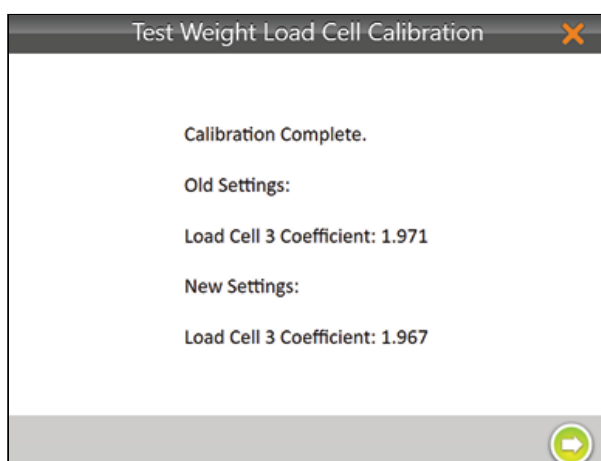 Test Weight Load Cell Calibration
Calibration Complete.
Old Settings:
Load Cell 3 Coefficient: 1.971
New Settings:
Load Cell 3 Coefficient: 1.967